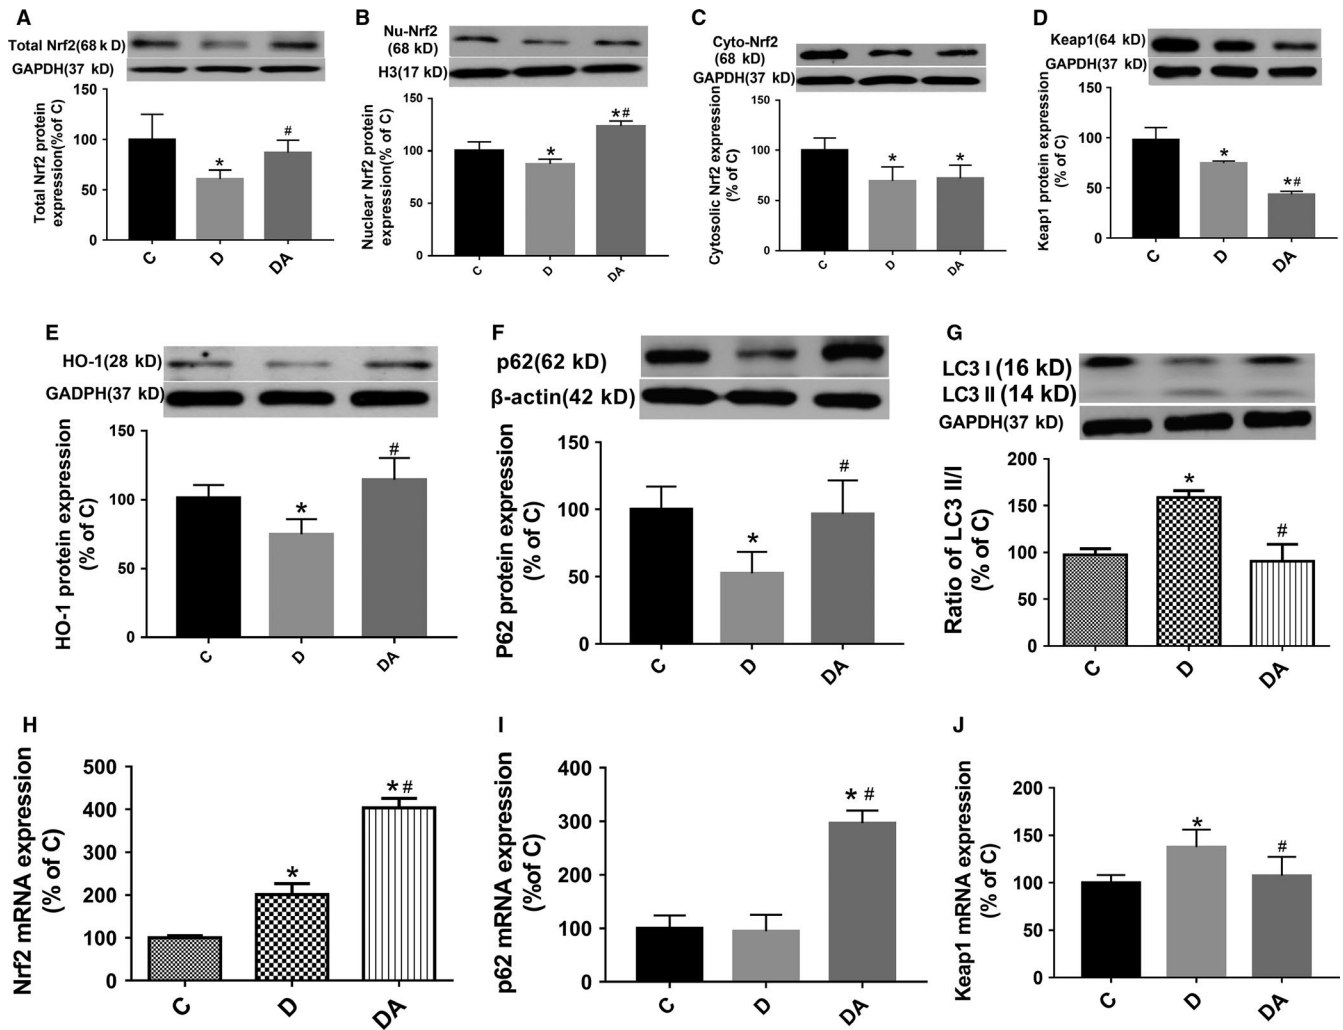 A
Total Nrf2(68 k D)
GAPDH(37 kD)
150
100
50
0
Total Nrf2 protein
expression(%of C)
*
#
C
D
DA
B
Nu-Nrf2
(68 kD)
H3(17 kD)
150
100
50
0
Nuclear Nrf2 protein
expression(% of C)
*
*#
C
D
DA
C
Cyto-Nrf2
(68 kD)
GAPDH(37 kD)
150
100
50
0
Cytosolic Nrf2 expression
(% of C)
*
*
C
D
DA
D
Keap1(64 kD)
GAPDH(37 kD)
150
100
50
0
Keap1 protein expression
(% of C)
*
*#
C
D
DA
E
HO-1(28 kD)
GADPH(37 kD)
150
100
50
0
HO-1 protein expression
(% of C)
*
#
C
D
DA
F
p62(62 kD)
β-actin(42 kD)
150
100
50
0
P62 protein expression
(% of C)
*
#
C
D
DA
G
LC3 I (16 kD)
LC3 II (14 kD)
GAPDH(37 kD)
200
150
100
50
0
Ratio of LC3 II/I
(% of C)
*
#
C
D
DA
H
500
400
300
200
100
0
Nrf2 mRNA expression
(% of C)
*
* #
C
D
DA
I
400
300
200
100
0
p62 mRNA expression
(%of C)
* #
C
D
DA
J
200
150
100
50
0
Keap1 mRNA expression
(% of C)
*
#
C
D
DA